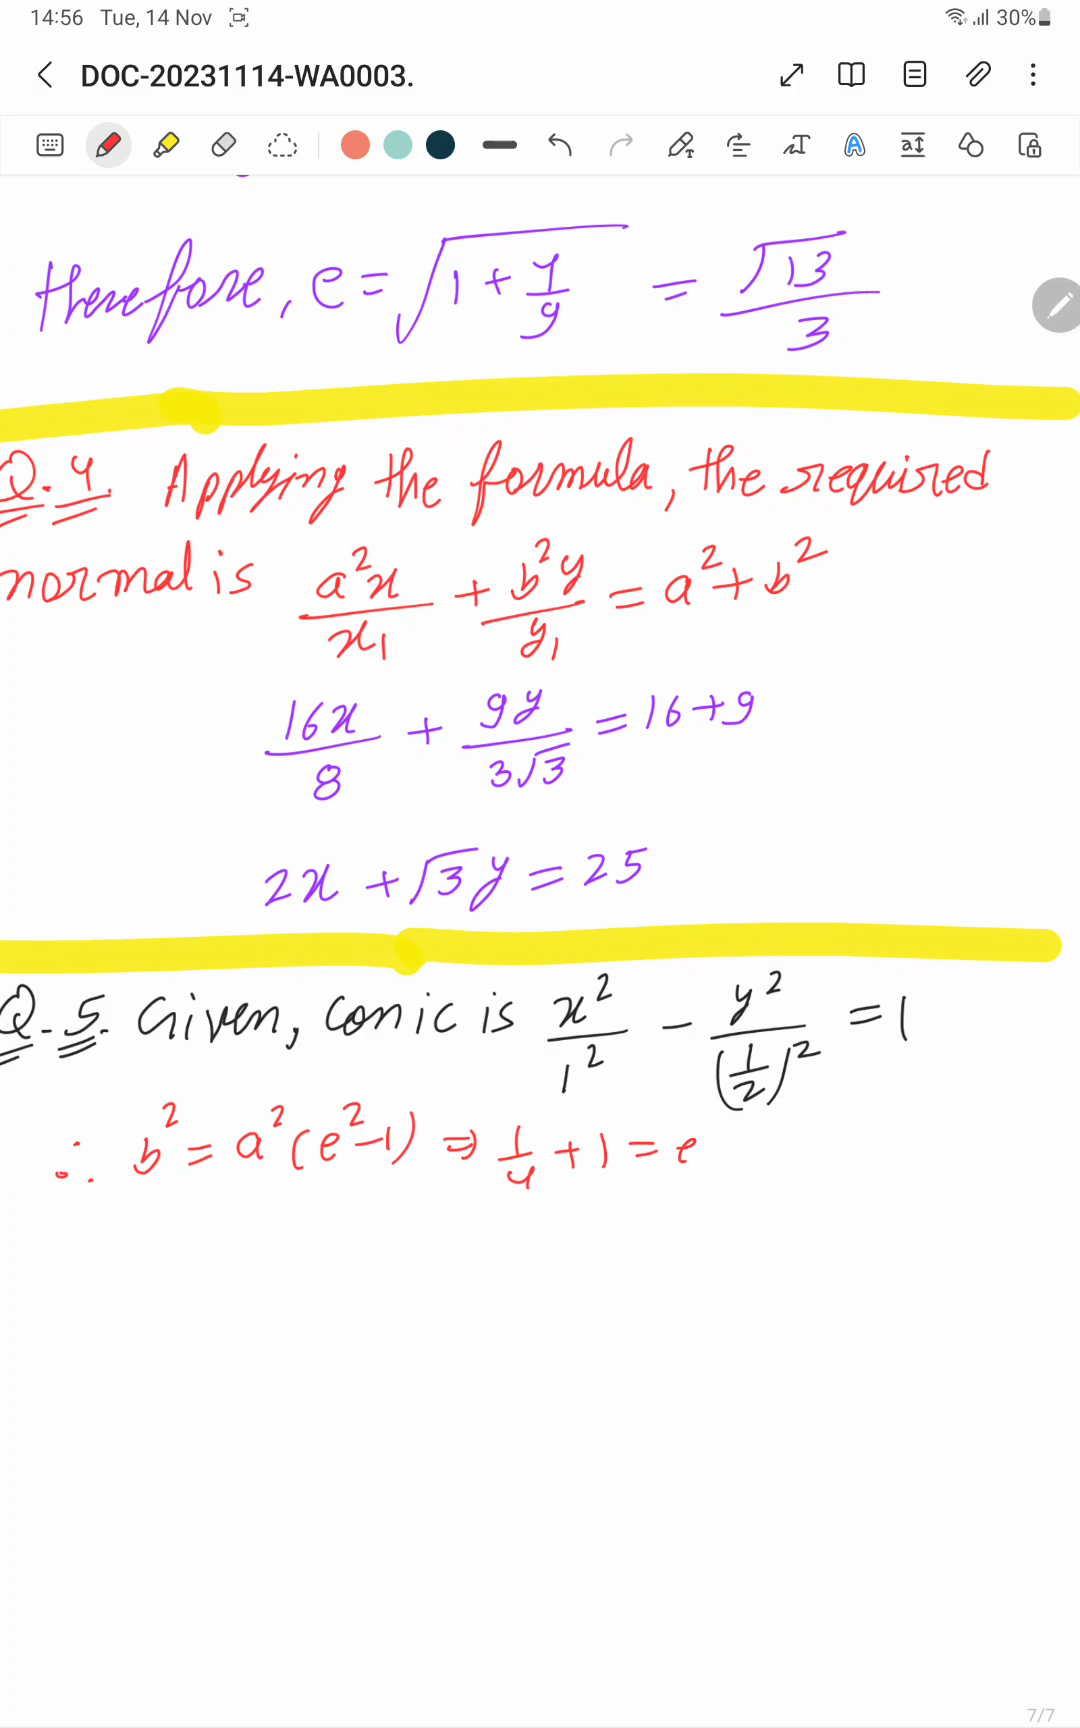 14:56 Tue, 14 Nov 30%
DOC-20231114-WA0003.
therefore, e = √(1 + 4/9) = √13/3
Q.4. Applying the formula, the required
normal is a²x/x₁ + b²y/y₁ = a² + b²
16x/8 + 9y/3√3 = 16+9
2x + √3y = 25
Q.5. Given, conic is x²/1² - y²/(1/2)² = 1
∴ b² = a²(e²-1) ⇒ 1/4 + 1 = e
7/7